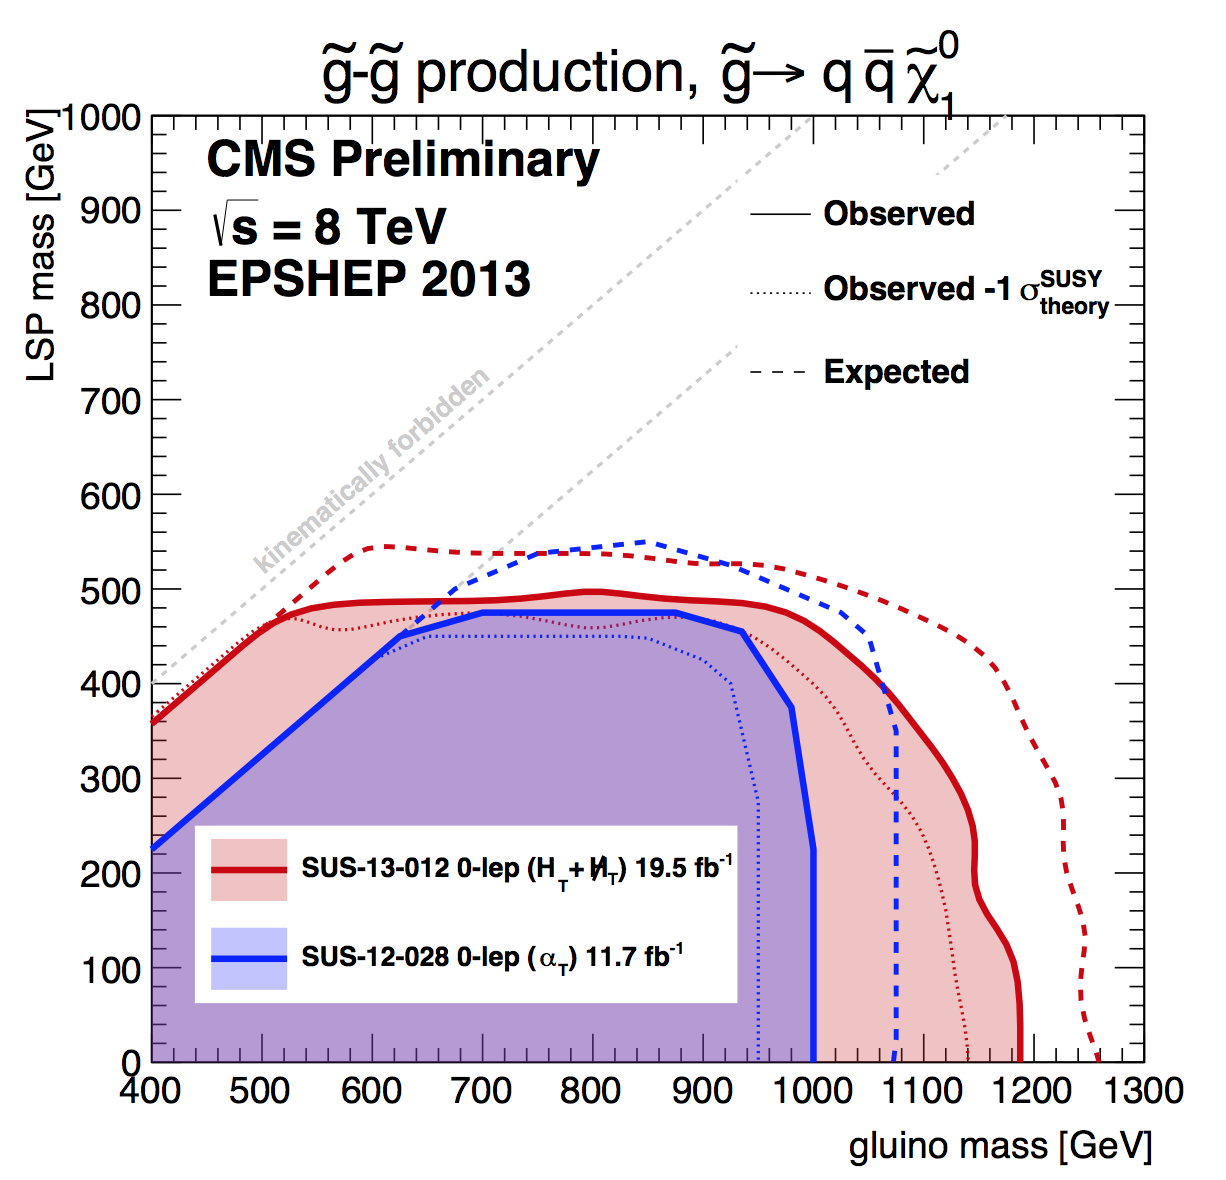 g̃-g̃ production, g̃→ q q̄ χ̃⁰₁
LSP mass [GeV]
1000
900
800
700
600
500
400
300
200
100
0
CMS Preliminary
√s = 8 TeV
EPSHEP 2013
Observed
Observed -1 σ^SUSY_theory
Expected
kinematically forbidden
SUS-13-012 0-lep (H_T + H̸_T) 19.5 fb⁻¹
SUS-12-028 0-lep (α_T) 11.7 fb⁻¹
400 500 600 700 800 900 1000 1100 1200 1300
gluino mass [GeV]